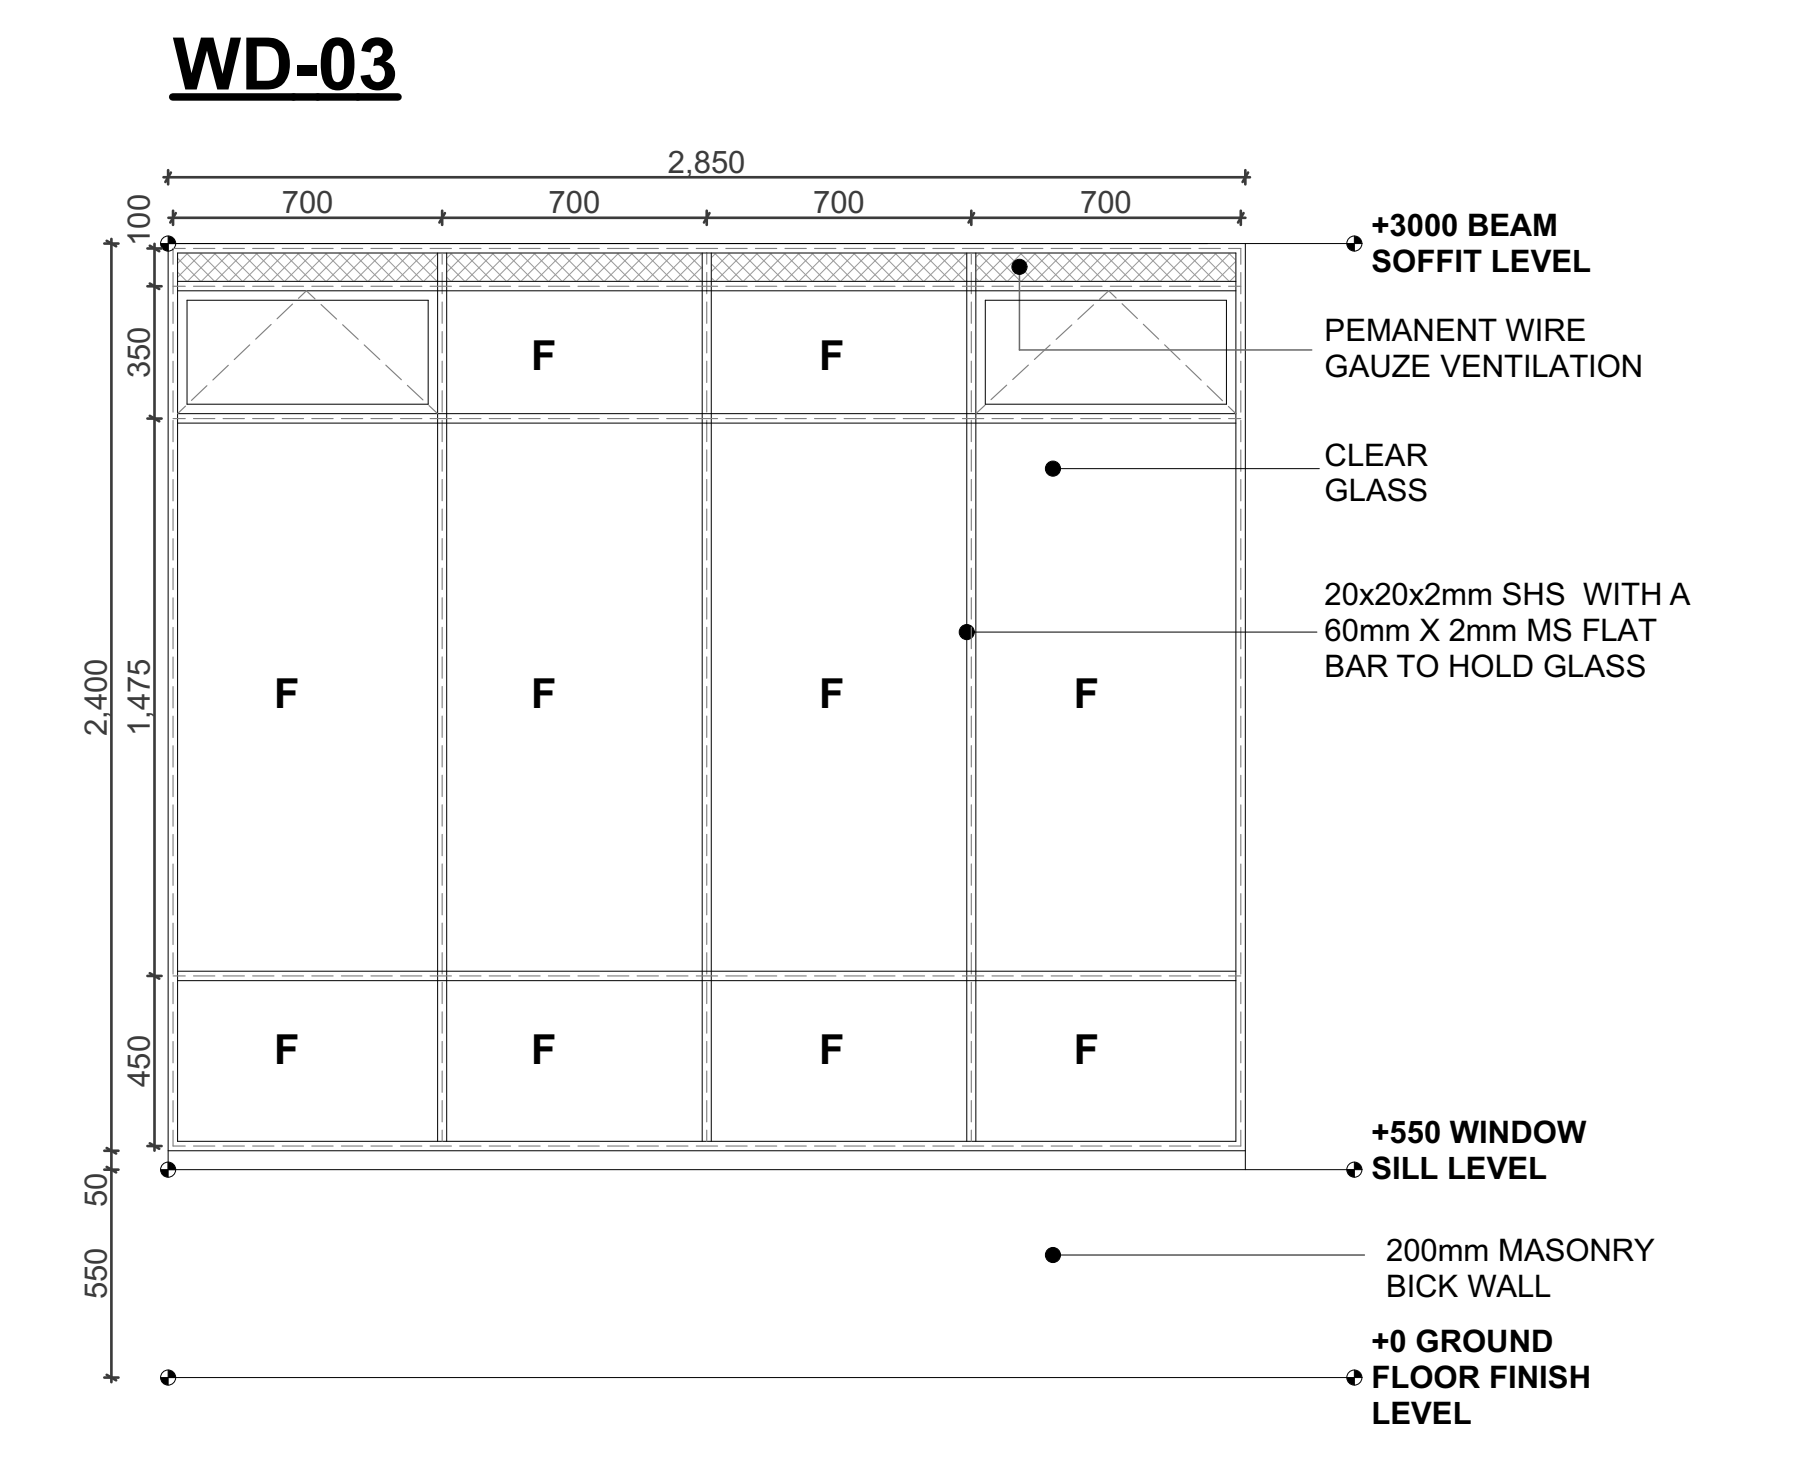 WD-03
2,850
700
700
700
700
100
350
1,475
450
2,400
50
550
+3000 BEAM
SOFFIT LEVEL
PEMANENT WIRE
GAUZE VENTILATION
F
F
CLEAR
GLASS
20x20x2mm SHS  WITH A
60mm X 2mm MS FLAT
BAR TO HOLD GLASS
F
F
F
F
F
F
F
F
+550 WINDOW
SILL LEVEL
200mm MASONRY
BICK WALL
+0 GROUND
FLOOR FINISH
LEVEL